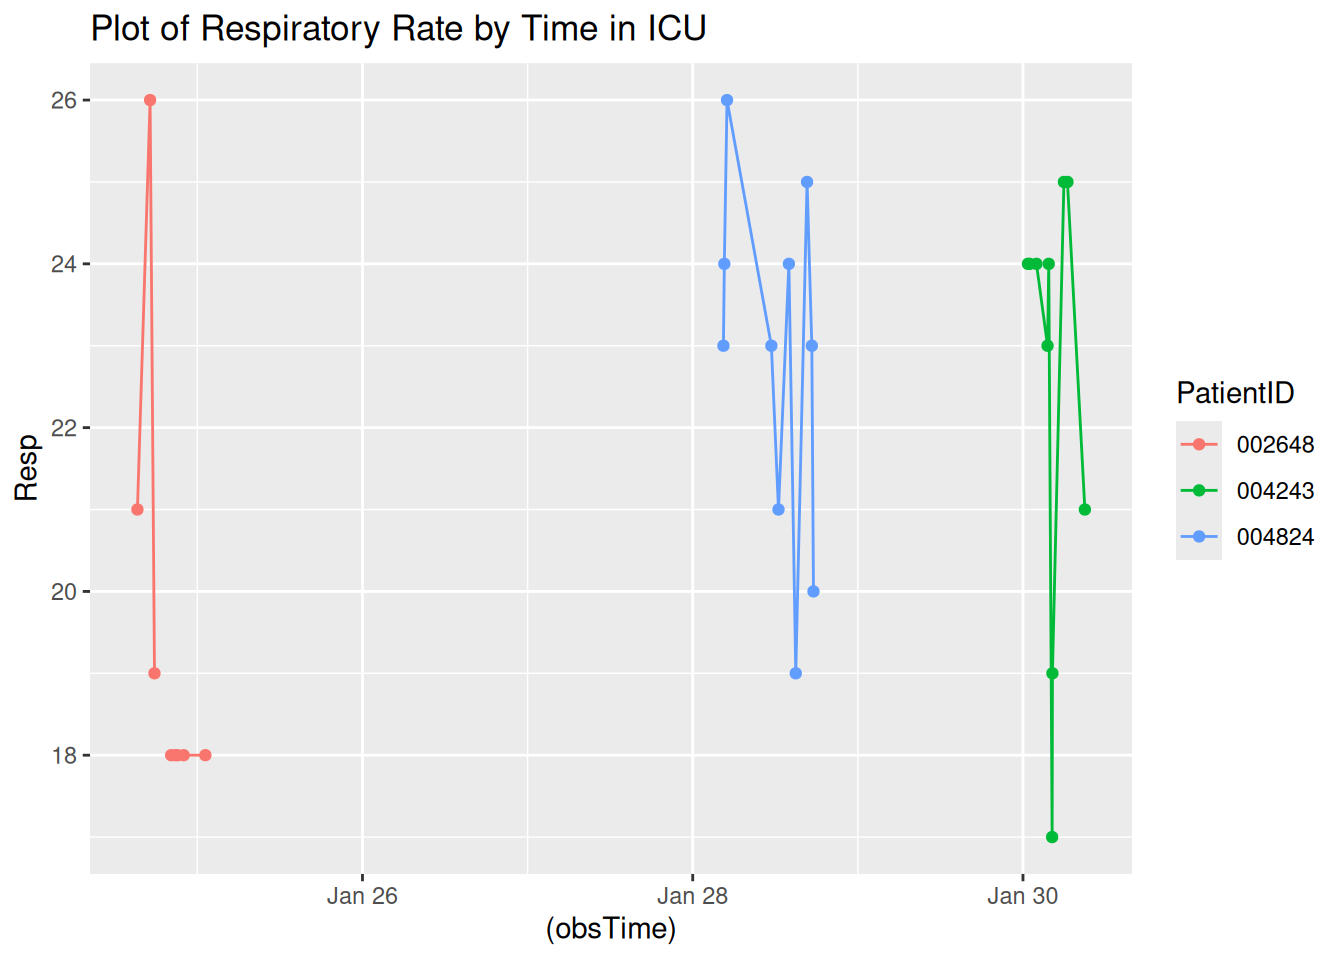 Plot of Respiratory Rate by Time in ICU
26
24
22
20
18
Resp
Jan 26
Jan 28
Jan 30
(obsTime)
PatientID
002648
004243
004824